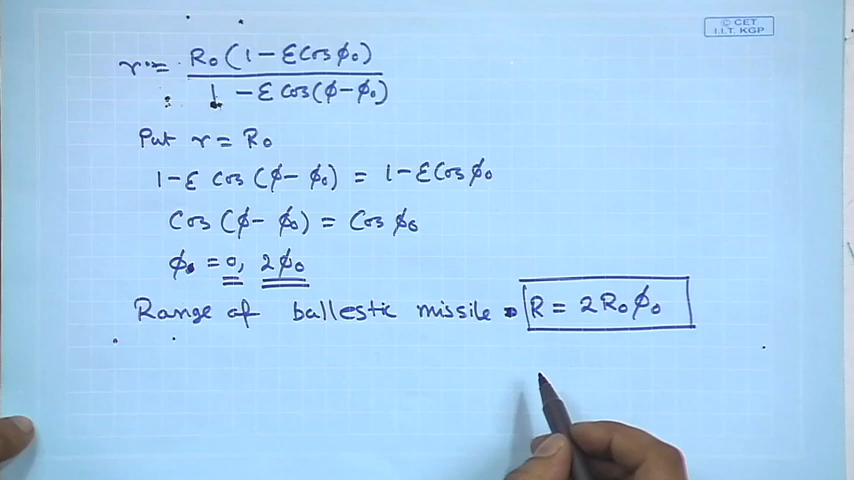 © CET
I.I.T. KGP
r = R₀(1 - ε Cos ϕ₀) / 1 - ε Cos(ϕ - ϕ₀)
Put r = R₀
1 - ε Cos (ϕ - ϕ₀) = 1 - ε Cos ϕ₀
Cos (ϕ - ϕ₀) = Cos ϕ₀
ϕ = 0, 2ϕ₀
Range of ballestic missile R = 2R₀ϕ₀